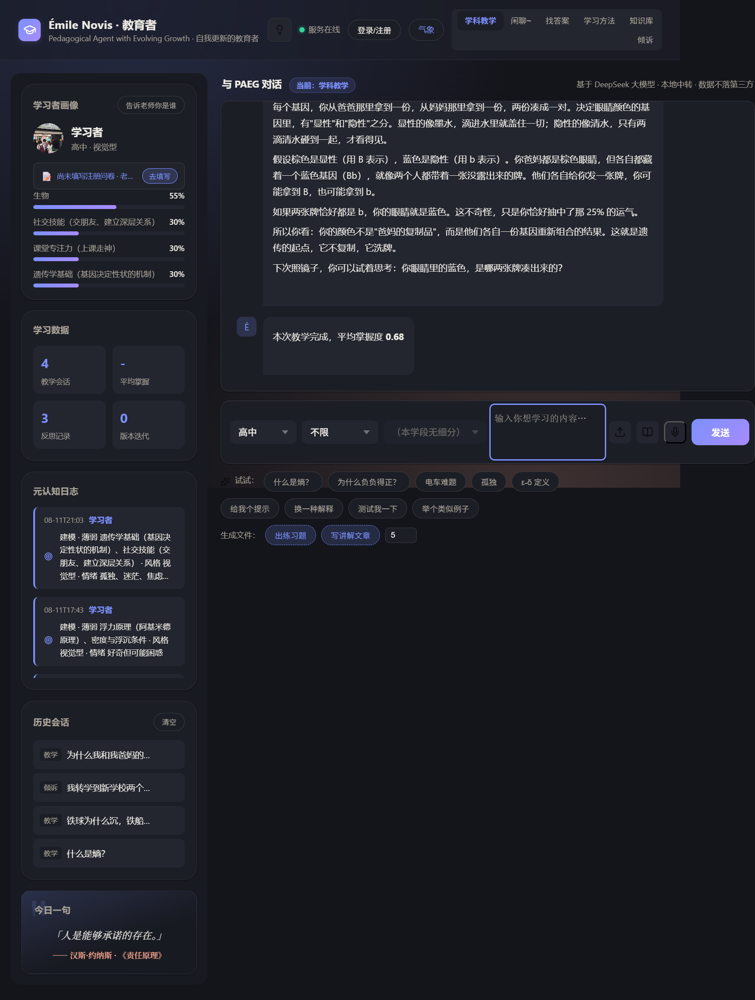 Émile Novis · 教育者
Pedagogical Agent with Evolving Growth · 自我更新的教育者
服务在线
登录/注册
气象
学科教学
闲聊~
找答案
学习方法
知识库
倾诉
学习者画像
告诉老师你是谁
学习者
高中 · 视觉型
尚未填写注册问卷 · 老...
去填写
生物
55%
社交技能（交朋友、建立深层关系）
30%
课堂专注力（上课走神）
30%
遗传学基础（基因决定性状的机制）
30%
学习数据
4
教学会话
-
平均掌握
3
反思记录
0
版本迭代
元认知日志
08-11T21:03 学习者
建模 · 薄弱 遗传学基础（基因决
定性状的机制）、社交技能（交
朋友、建立深层关系） · 风格 视
觉型 · 情绪 孤独、迷茫、焦虑...
08-11T17:43 学习者
建模 · 薄弱 浮力原理（阿基米德
原理）、密度与浮沉条件 · 风格
视觉型 · 情绪 好奇但可能困惑
历史会话
清空
教学 为什么我和我爸妈的...
倾诉 我转学到新学校两个...
教学 铁球为什么沉，铁船...
教学 什么是熵？
今日一句
「人是能够承诺的存在。」
—— 汉斯·约纳斯 · 《责任原理》
与 PAEG 对话
当前：学科教学
基于 DeepSeek 大模型 · 本地中转 · 数据不落第三方
每个基因，你从爸爸那里拿到一份，从妈妈那里拿到一份，两份凑成一对。决定眼睛颜色的基
因里，有"显性"和"隐性"之分。显性的像墨水，滴进水里就盖住一切；隐性的像清水，只有两
滴清水碰到一起，才看得见。
假设棕色是显性（用 B 表示），蓝色是隐性（用 b 表示）。你爸妈都是棕色眼睛，但各自都藏
着一个蓝色基因（Bb），就像两个人都带着一张没露出来的牌。他们各自给你发一张牌，你可
能拿到 B，也可能拿到 b。
如果两张牌恰好都是 b，你的眼睛就是蓝色。这不奇怪，只是你恰好抽中了那 25% 的运气。
所以你看：你的颜色不是"爸妈的复制品"，而是他们各自一份基因重新组合的结果。这就是遗
传的起点，它不复制，它洗牌。
下次照镜子，你可以试着思考：你眼睛里的蓝色，是哪两张牌凑出来的？
É
本次教学完成，平均掌握度 0.68
高中
不限
（本学段无细分）
输入你想学习的内容…
发送
试试：
什么是熵？
为什么负负得正？
电车难题
孤独
ε-δ 定义
给我个提示
换一种解释
测试我一下
举个类似例子
生成文件：
出练习题
写讲解文章
5